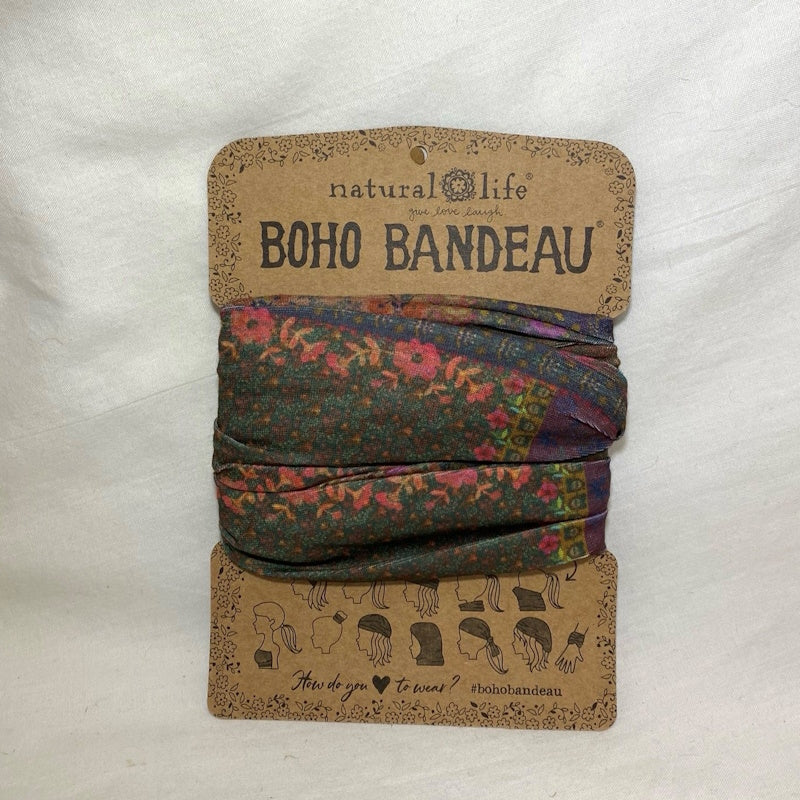 natural life®
give love laugh
BOHO BANDEAU®
How do you ♥ to wear? #bohobandeau